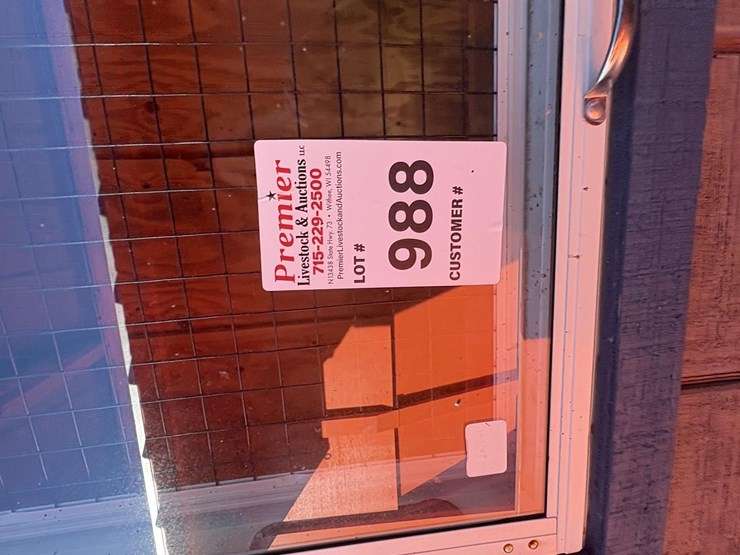 Premier
Livestock & Auctions LLC
715-229-2500
N13438 State Hwy. 73 • Withee, WI 54498
PremierLivestockandAuctions.com
LOT #
988
CUSTOMER #